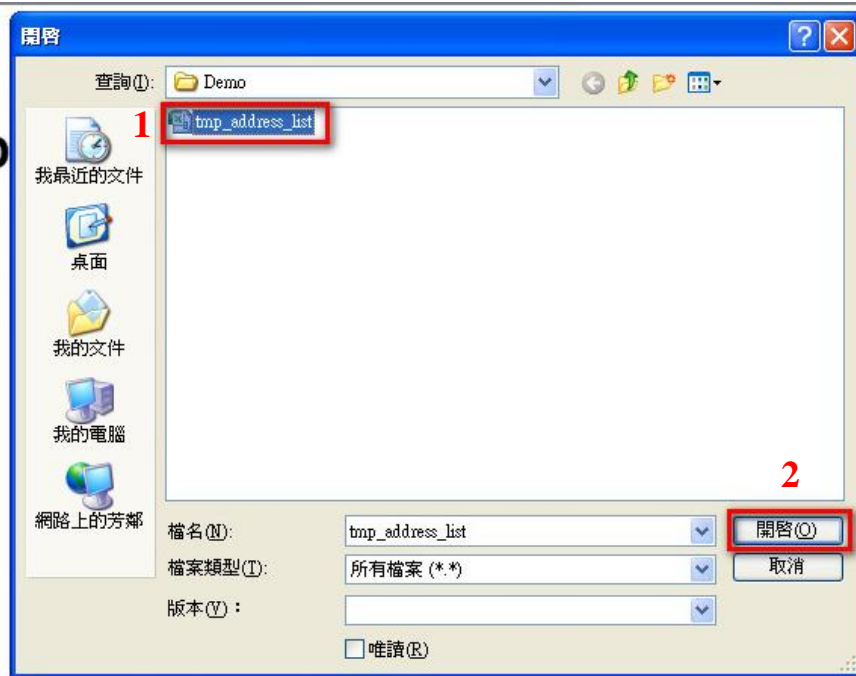 開啓
查詢(I):
Demo
1
tmp_address_list
我最近的文件
桌面
我的文件
我的電腦
網路上的芳鄰
2
檔名(N):
tmp_address_list
開啓(O)
檔案類型(T):
所有檔案 (*.*)
取消
版本(V)：
唯讀(R)